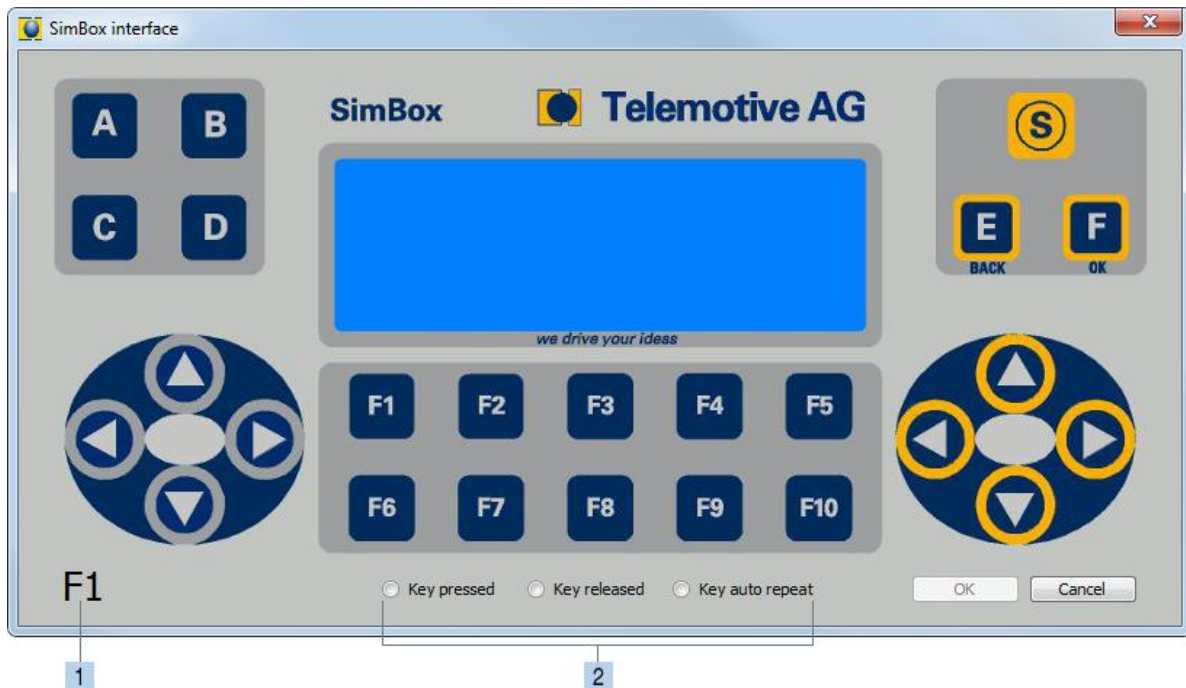 SimBox interface
A B
C D
SimBox Telemotive AG
we drive your ideas
S
E F
BACK OK
F1 F2 F3 F4 F5
F6 F7 F8 F9 F10
F1
Key pressed Key released Key auto repeat
OK Cancel
1 2